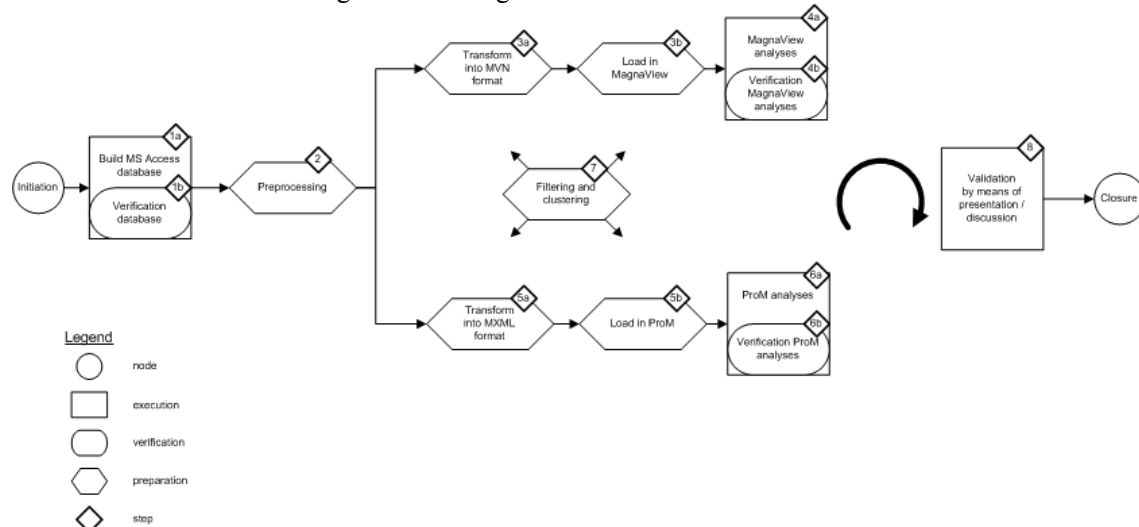 3a
Transform
into MVN
format
3b
Load in
MagnaView
4a
MagnaView
analyses
4b
Verification
MagnaView
analyses
Initiation
1a
Build MS Access
database
1b
Verification
database
2
Preprocessing
7
Filtering and
clustering
8
Validation
by means of
presentation /
discussion
Closure
5a
Transform
into MXML
format
5b
Load in ProM
6a
ProM analyses
6b
Verification ProM
analyses
Legend
node
execution
verification
preparation
step